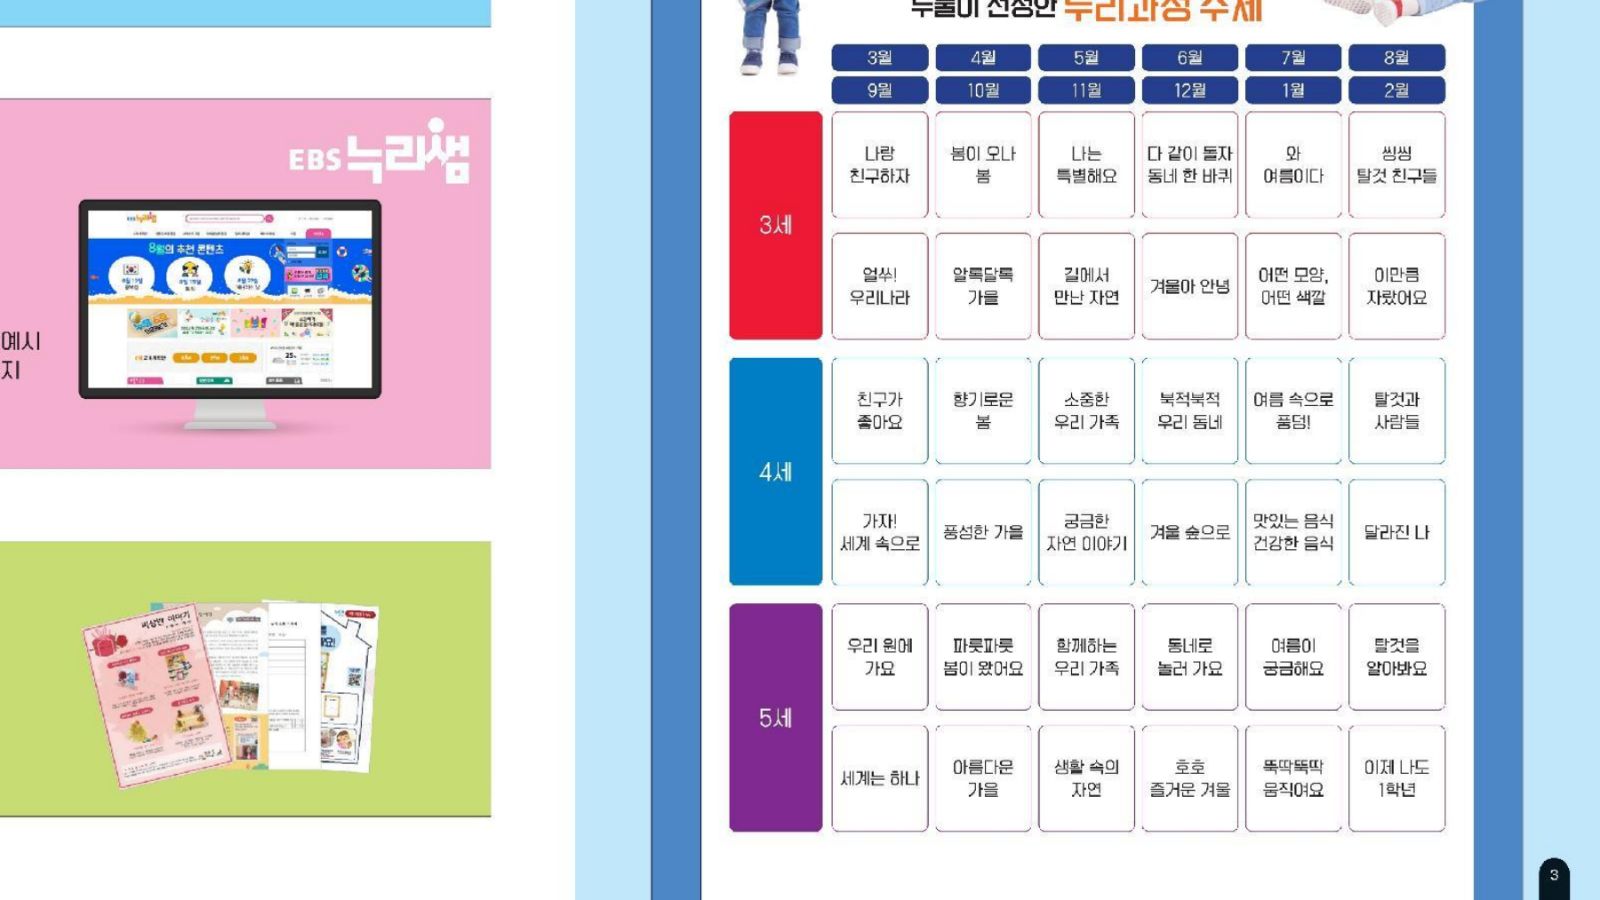 예시
지
EBS 누리샘
8월의 추천 콘텐츠
누리과정 주제
3월 4월 5월 6월 7월 8월
9월 10월 11월 12월 1월 2월
3세
나랑 친구하자
봄이 오나 봄
나는 특별해요
다 같이 돌자 동네 한 바퀴
와 여름이다
씽씽 탈것 친구들
얼쑤! 우리나라
알록달록 가을
길에서 만난 자연
겨울아 안녕
어떤 모양, 어떤 색깔
이만큼 자랐어요
4세
친구가 좋아요
향기로운 봄
소중한 우리 가족
북적북적 우리 동네
여름 속으로 풍덩!
탈것과 사람들
가자! 세계 속으로
풍성한 가을
궁금한 자연 이야기
겨울 숲으로
맛있는 음식 건강한 음식
달라진 나
5세
우리 원에 가요
파릇파릇 봄이 왔어요
함께하는 우리 가족
동네로 놀러 가요
여름이 궁금해요
탈것을 알아봐요
세계는 하나
아름다운 가을
생활 속의 자연
호호 즐거운 겨울
뚝딱뚝딱 움직여요
이제 나도 1학년
3